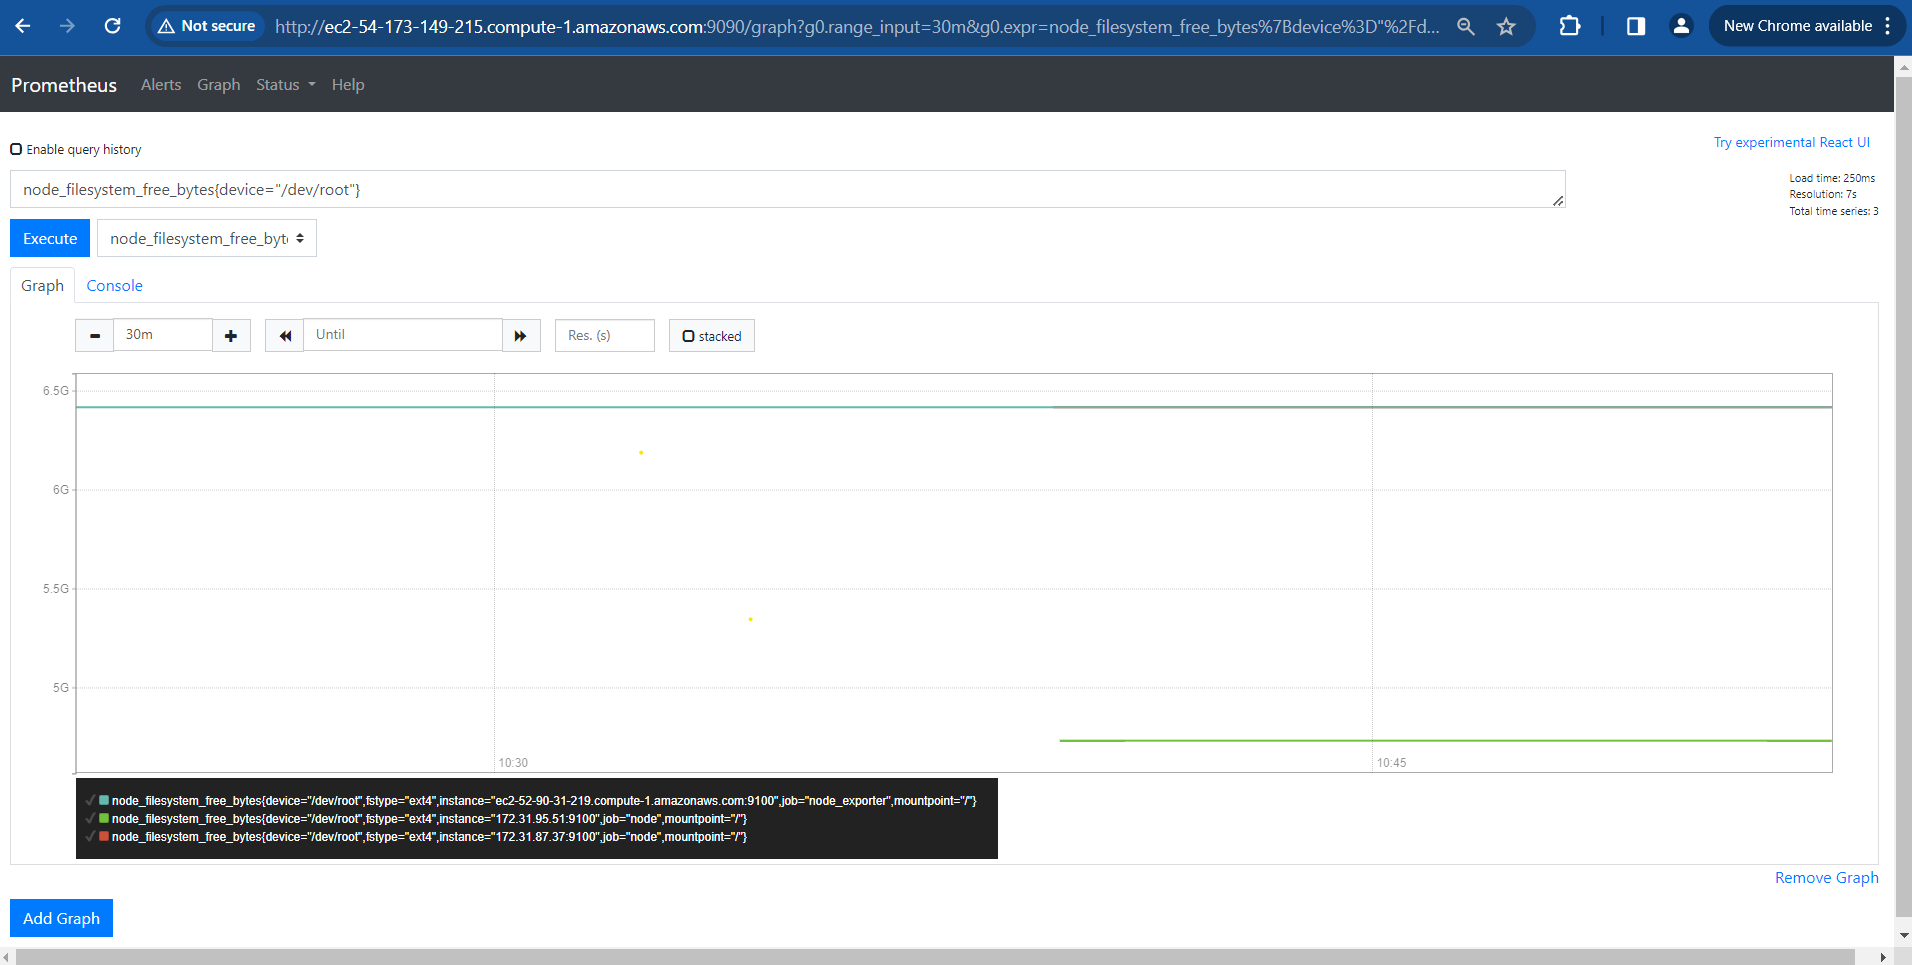 Not secure
http://ec2-54-173-149-215.compute-1.amazonaws.com:9090/graph?g0.range_input=30m&g0.expr=node_filesystem_free_bytes%7Bdevice%3D"%2Fd...
New Chrome available
Prometheus Alerts Graph Status Help
Enable query history
Try experimental React UI
node_filesystem_free_bytes{device="/dev/root"}
Load time: 250ms
Resolution: 7s
Total time series: 3
Execute node_filesystem_free_byt
Graph Console
30m Until Res. (s) stacked
6.5G
6G
5.5G
5G
10:30 10:45
node_filesystem_free_bytes{device="/dev/root",fstype="ext4",instance="ec2-52-90-31-219.compute-1.amazonaws.com:9100",job="node_exporter",mountpoint="/"}
node_filesystem_free_bytes{device="/dev/root",fstype="ext4",instance="172.31.95.51:9100",job="node",mountpoint="/"}
node_filesystem_free_bytes{device="/dev/root",fstype="ext4",instance="172.31.87.37:9100",job="node",mountpoint="/"}
Remove Graph
Add Graph